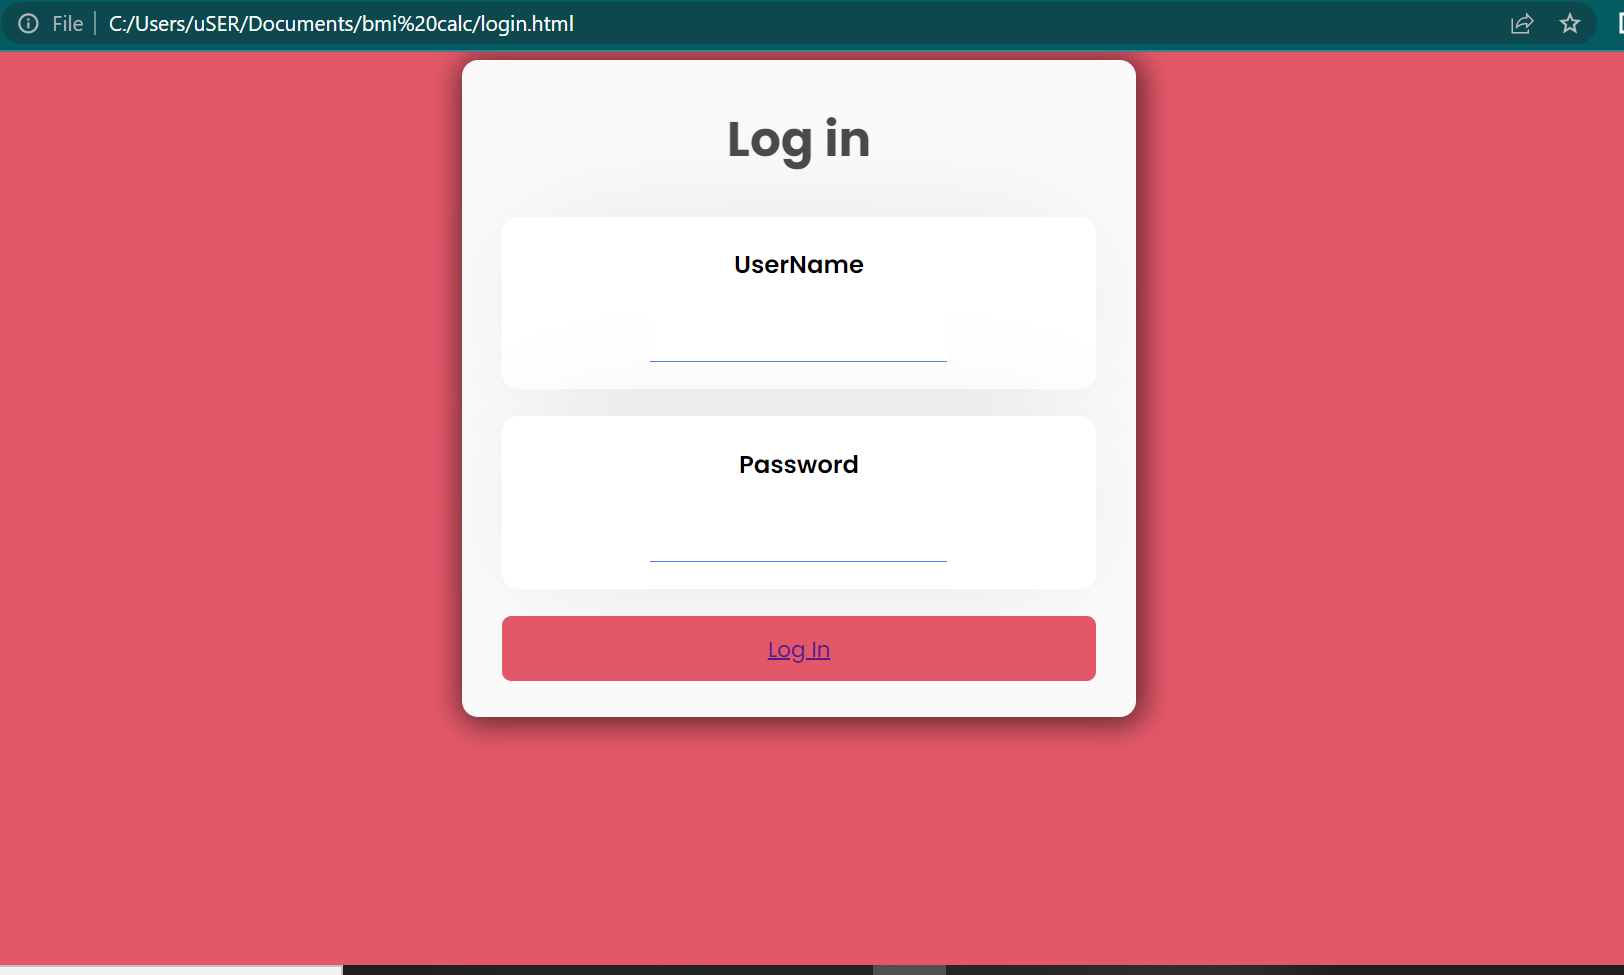 File C:/Users/uSER/Documents/bmi%20calc/login.html
Log in
UserName
Password
Log In